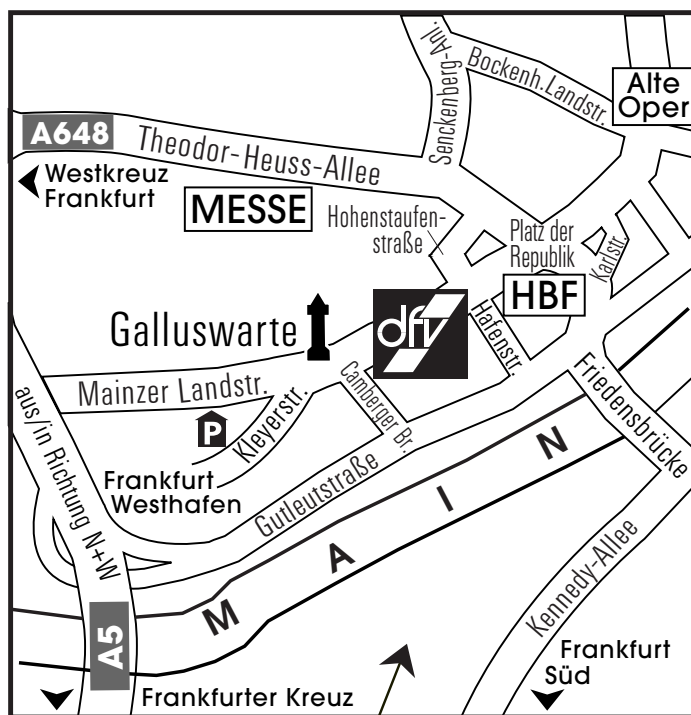 Senckenberg-Anl.
Bockenh.Landstr.
Alte
Oper
A648
Theodor-Heuss-Allee
Westkreuz
Frankfurt
MESSE
Hohenstaufen-
straße
Platz der
Republik
Karlstr.
HBF
Galluswarte
dfv
Hafenstr.
Mainzer Landstr.
Camberger Br.
Friedensbrücke
aus/in Richtung N+W
P
Kleyerstr.
Frankfurt
Westhafen
Gutleutstraße
MAIN
Kennedy-Allee
A5
Frankfurt
Süd
Frankfurter Kreuz